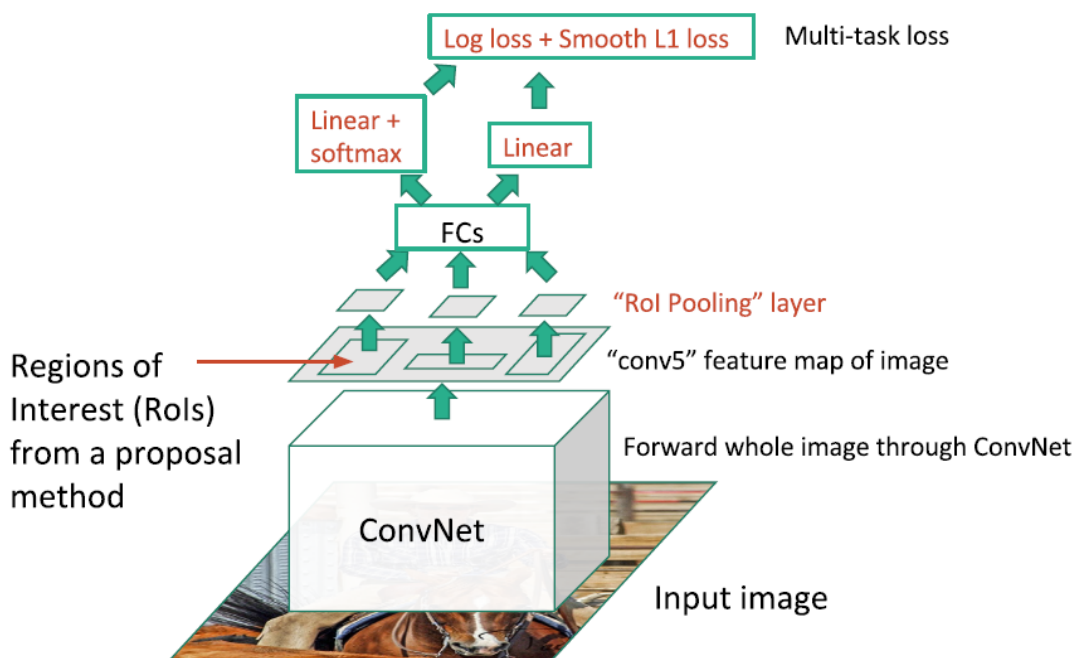 Log loss + Smooth L1 loss
Multi-task loss
Linear +
softmax
Linear
FCs
“RoI Pooling” layer
“conv5” feature map of image
Regions of
Interest (RoIs)
from a proposal
method
Forward whole image through ConvNet
ConvNet
Input image